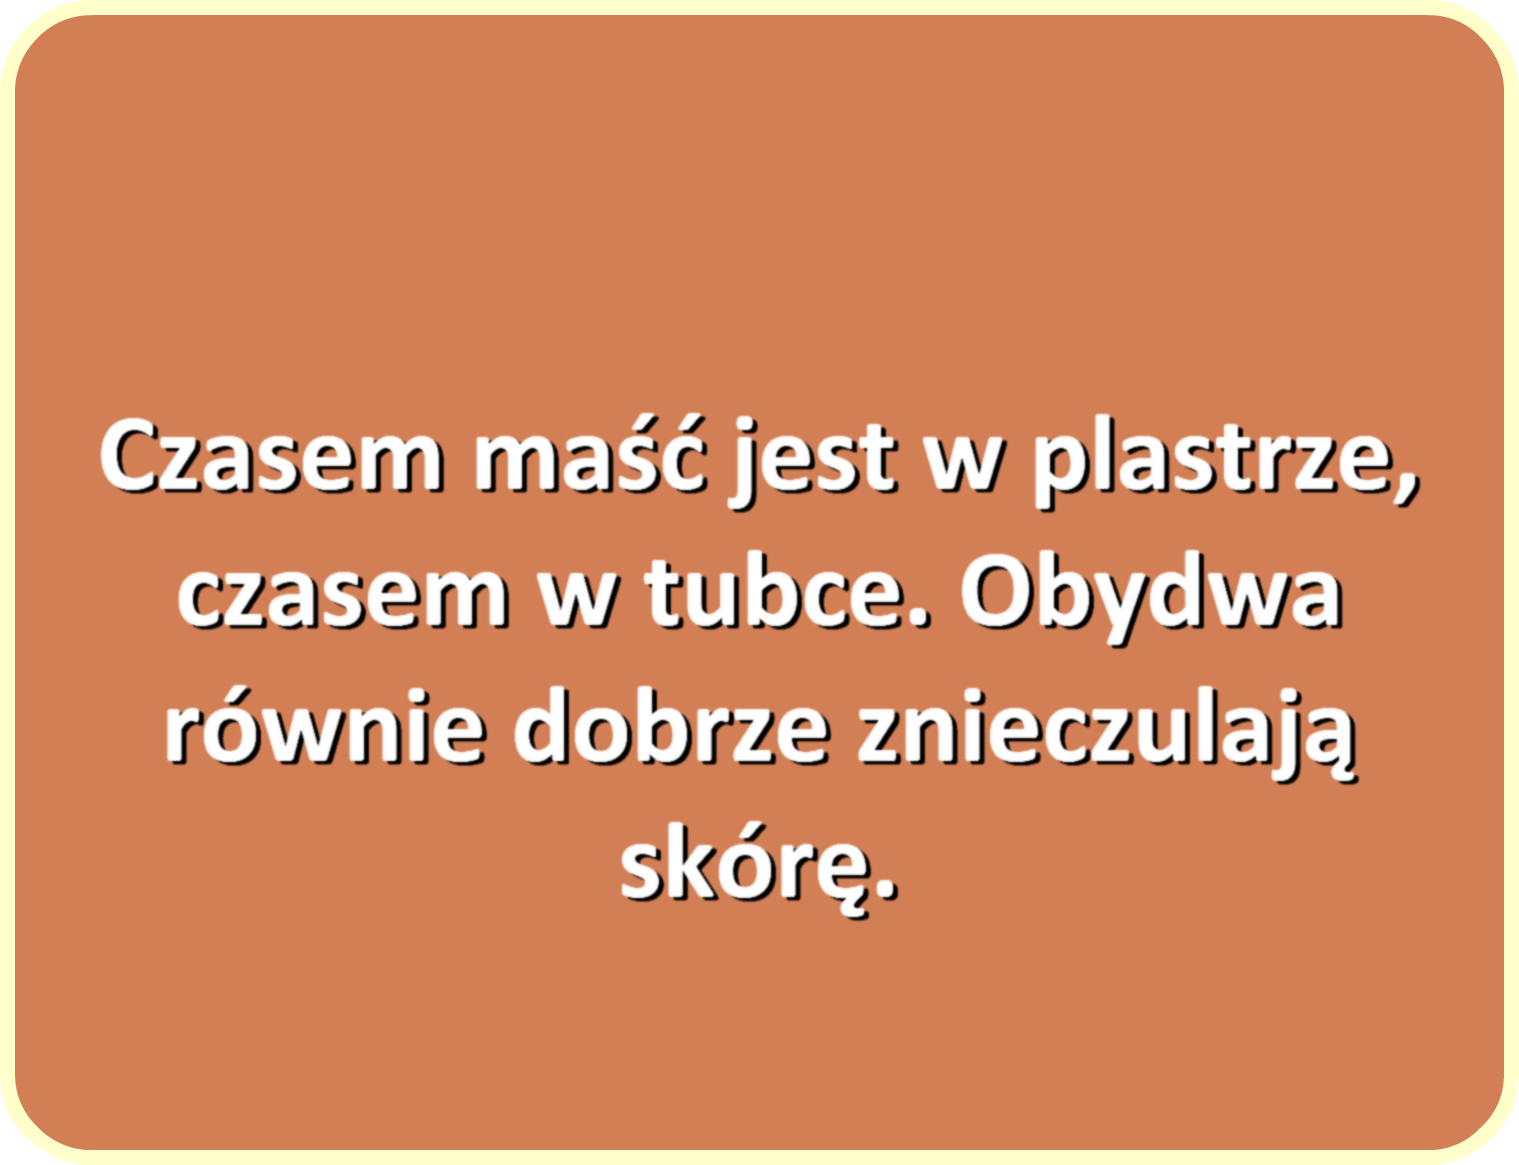 Czasem maść jest w plastrze,
czasem w tubce. Obydwa
równie dobrze znieczulają
skórę.